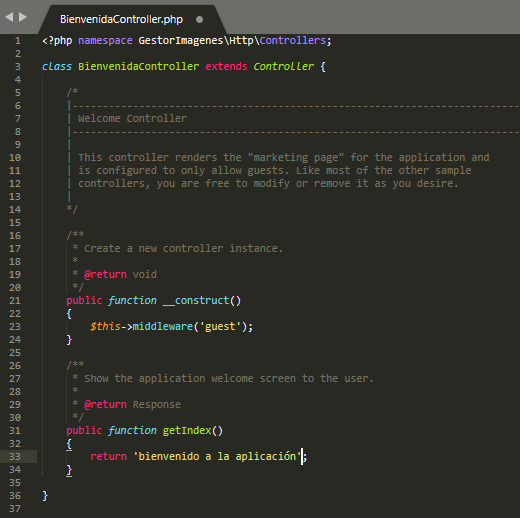 BienvenidaController.php
1 <?php namespace GestorImagenes\Http\Controllers;
2
3 class BienvenidaController extends Controller {
4
5 /*
6 |--------------------------------------------------------------------------
7 | Welcome Controller
8 |--------------------------------------------------------------------------
9 |
10 | This controller renders the "marketing page" for the application and
11 | is configured to only allow guests. Like most of the other sample
12 | controllers, you are free to modify or remove it as you desire.
13 |
14 */
15
16 /**
17 * Create a new controller instance.
18 *
19 * @return void
20 */
21 public function __construct()
22 {
23 $this->middleware('guest');
24 }
25
26 /**
27 * Show the application welcome screen to the user.
28 *
29 * @return Response
30 */
31 public function getIndex()
32 {
33 return 'bienvenido a la aplicación';
34 }
35
36 }
37